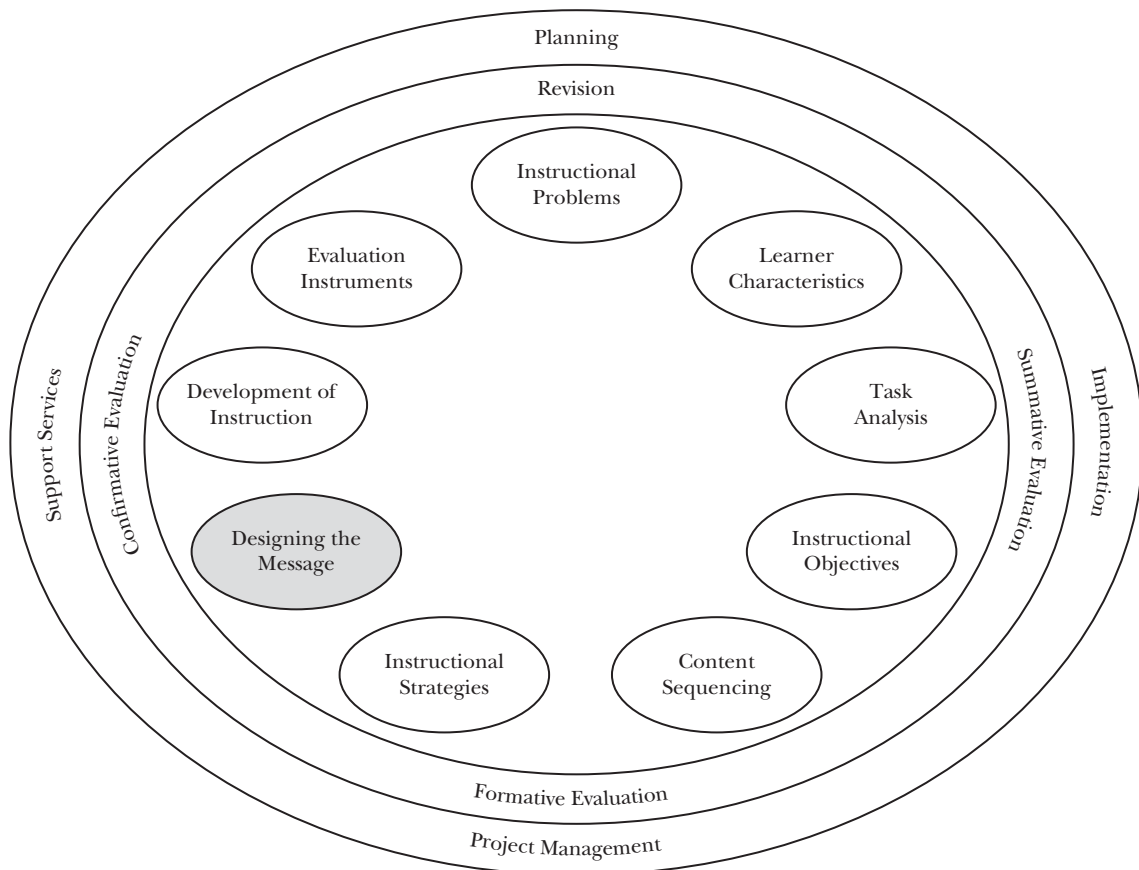 Planning
Revision
Instructional
Problems
Evaluation
Instruments
Learner
Characteristics
Support Services
Confirmative Evaluation
Development of
Instruction
Task
Analysis
Summative Evaluation
Implementation
Designing the
Message
Instructional
Objectives
Instructional
Strategies
Content
Sequencing
Formative Evaluation
Project Management